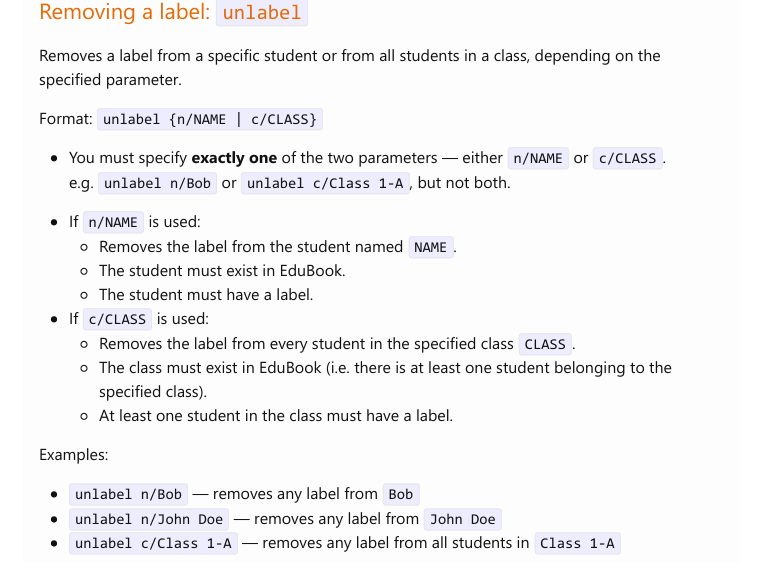 Removing a label: unlabel
Removes a label from a specific student or from all students in a class, depending on the
specified parameter.
Format: unlabel {n/NAME | c/CLASS}
• You must specify exactly one of the two parameters — either n/NAME or c/CLASS.
e.g. unlabel n/Bob or unlabel c/Class 1-A, but not both.
• If n/NAME is used:
◦ Removes the label from the student named NAME.
◦ The student must exist in EduBook.
◦ The student must have a label.
• If c/CLASS is used:
◦ Removes the label from every student in the specified class CLASS.
◦ The class must exist in EduBook (i.e. there is at least one student belonging to the
specified class).
◦ At least one student in the class must have a label.
Examples:
• unlabel n/Bob — removes any label from Bob
• unlabel n/John Doe — removes any label from John Doe
• unlabel c/Class 1-A — removes any label from all students in Class 1-A